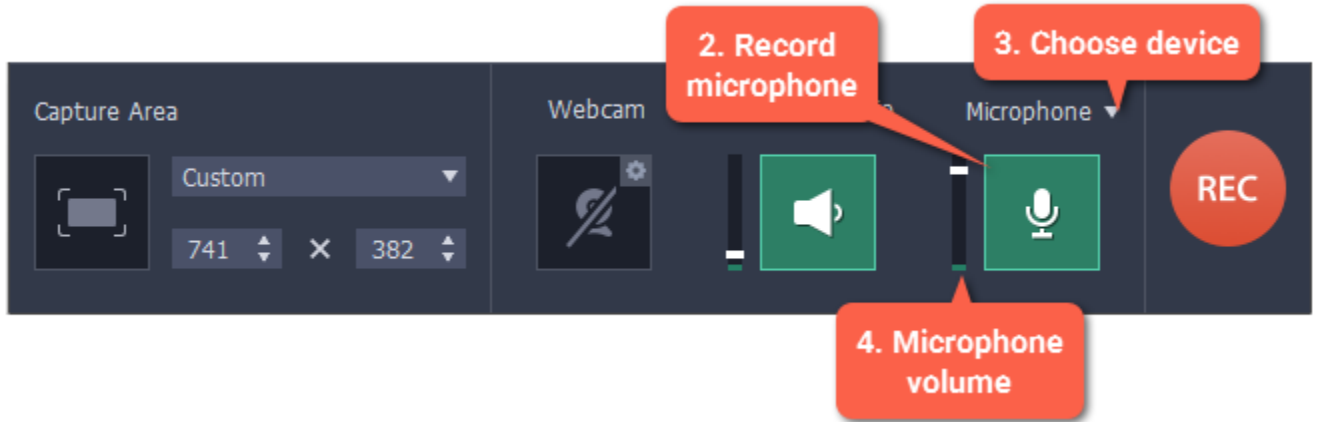 2. Record
microphone
3. Choose device
Capture Area
Webcam
Microphone
Custom
741 × 382
REC
4. Microphone
volume